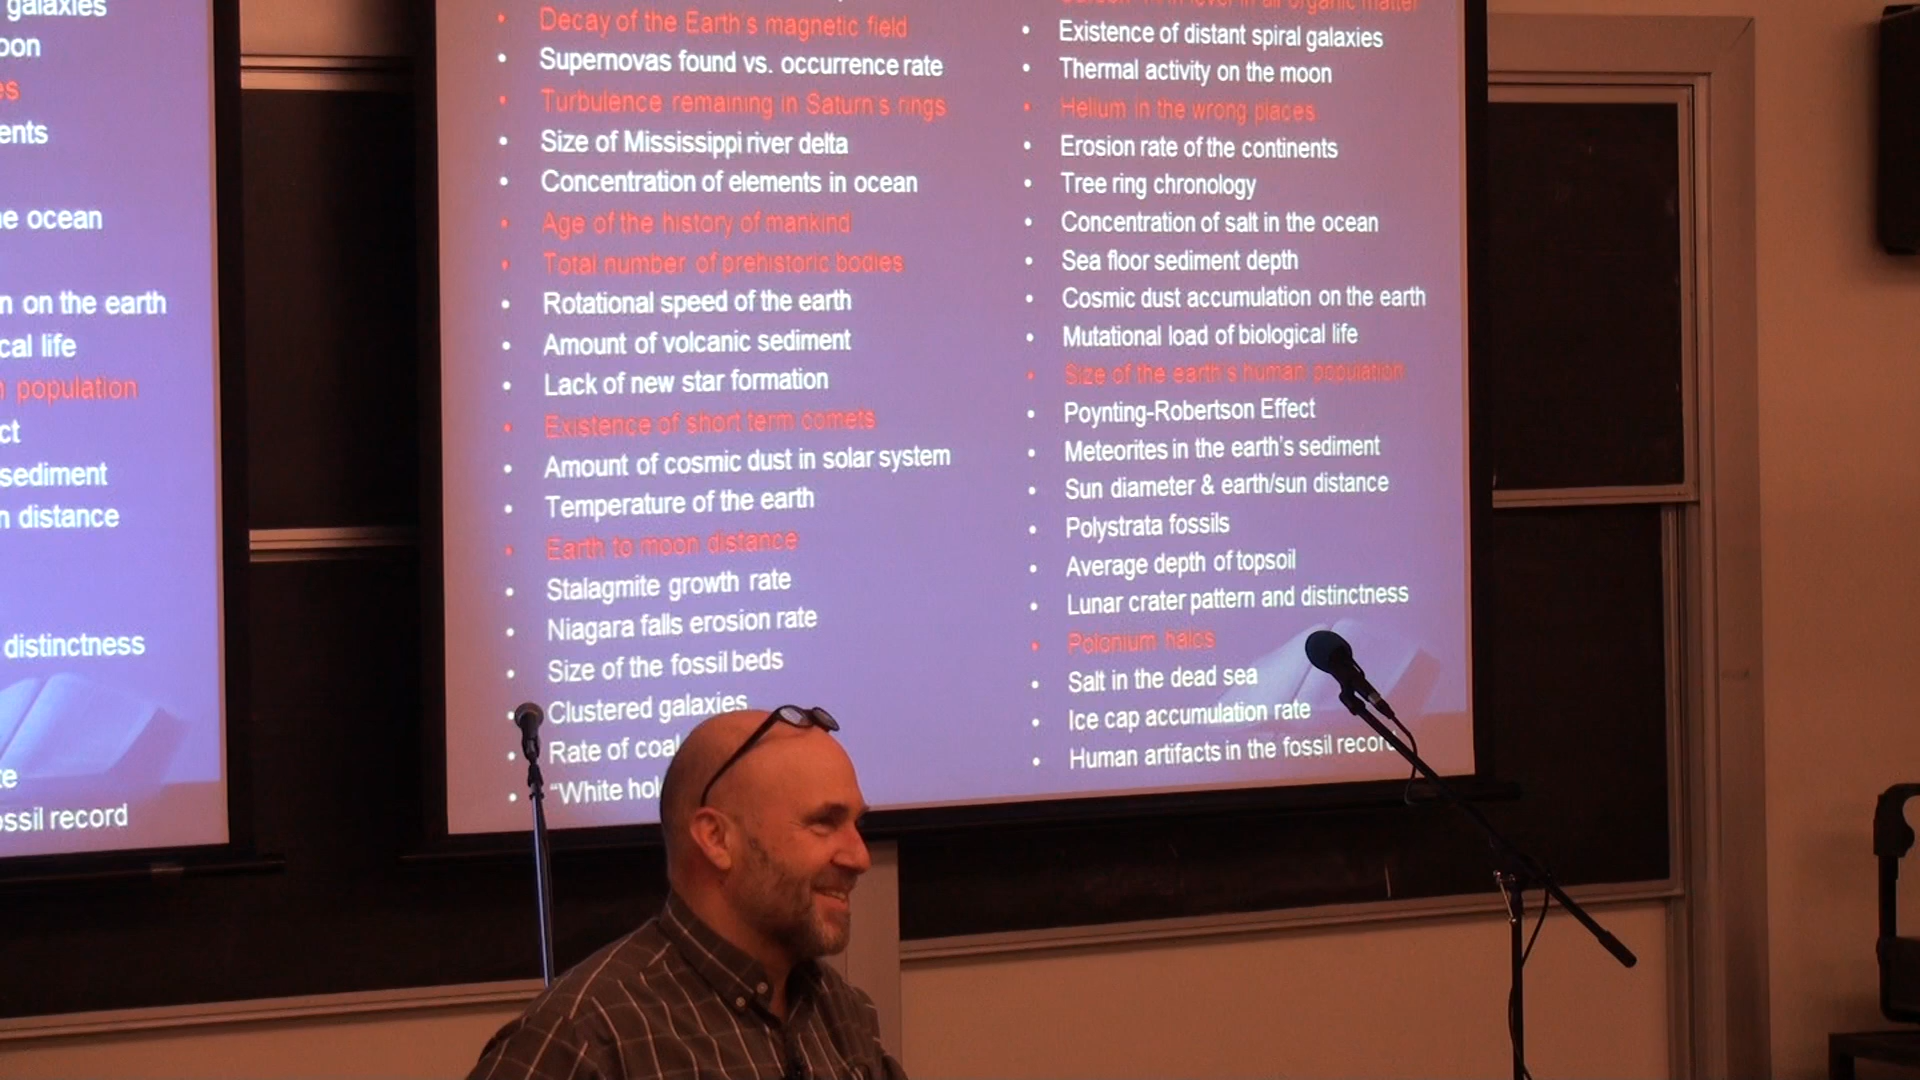 galaxies
oon
es
ents
he ocean
n on the earth
cal life
n population
ct
sediment
n distance
distinctness
te
ossil record
Decay of the Earth's magnetic field
Supernovas found vs. occurrence rate
Turbulence remaining in Saturn's rings
Size of Mississippi river delta
Concentration of elements in ocean
Age of the history of mankind
Total number of prehistoric bodies
Rotational speed of the earth
Amount of volcanic sediment
Lack of new star formation
Existence of short term comets
Amount of cosmic dust in solar system
Temperature of the earth
Earth to moon distance
Stalagmite growth rate
Niagara falls erosion rate
Size of the fossil beds
Clustered galaxies
Rate of coal
"White hol
in all organic matter
Existence of distant spiral galaxies
Thermal activity on the moon
Helium in the wrong places
Erosion rate of the continents
Tree ring chronology
Concentration of salt in the ocean
Sea floor sediment depth
Cosmic dust accumulation on the earth
Mutational load of biological life
Size of the earth's human population
Poynting-Robertson Effect
Meteorites in the earth's sediment
Sun diameter & earth/sun distance
Polystrata fossils
Average depth of topsoil
Lunar crater pattern and distinctness
Polonium halos
Salt in the dead sea
Ice cap accumulation rate
Human artifacts in the fossil record